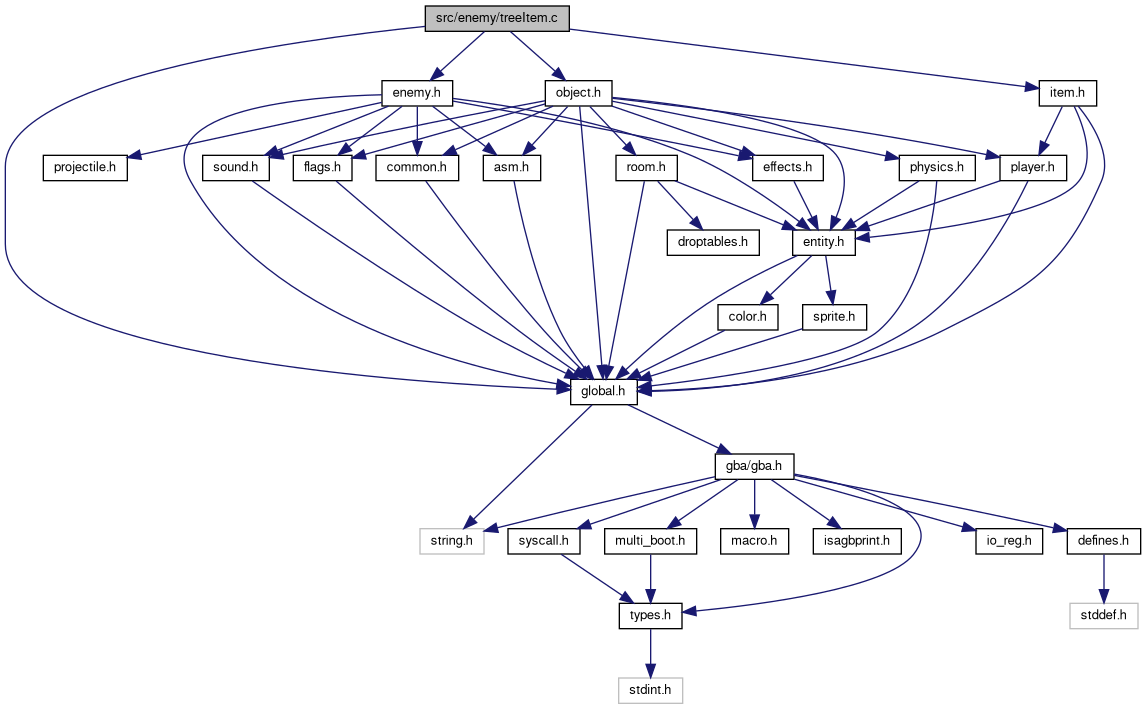 src/enemy/treeItem.c
enemy.h
object.h
item.h
projectile.h
sound.h
flags.h
common.h
asm.h
room.h
effects.h
physics.h
player.h
droptables.h
entity.h
color.h
sprite.h
global.h
gba/gba.h
string.h
syscall.h
multi_boot.h
macro.h
isagbprint.h
io_reg.h
defines.h
types.h
stddef.h
stdint.h